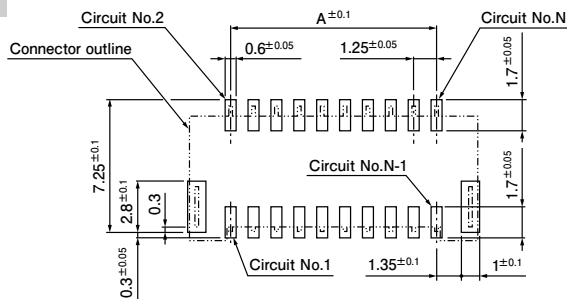 Circuit No.2
A±0.1
Circuit No.N
Connector outline
0.6±0.05
1.25±0.05
1.7±0.05
7.25±0.1
2.8±0.1
0.3
Circuit No.N-1
1.7±0.05
0.3±0.05
Circuit No.1
1.35±0.1
1±0.1